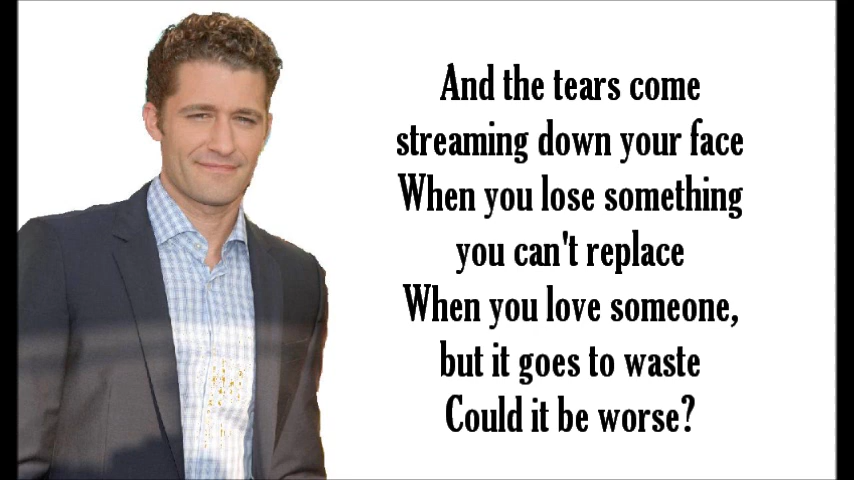 And the tears come
streaming down your face
When you lose something
you can't replace
When you love someone,
but it goes to waste
Could it be worse?